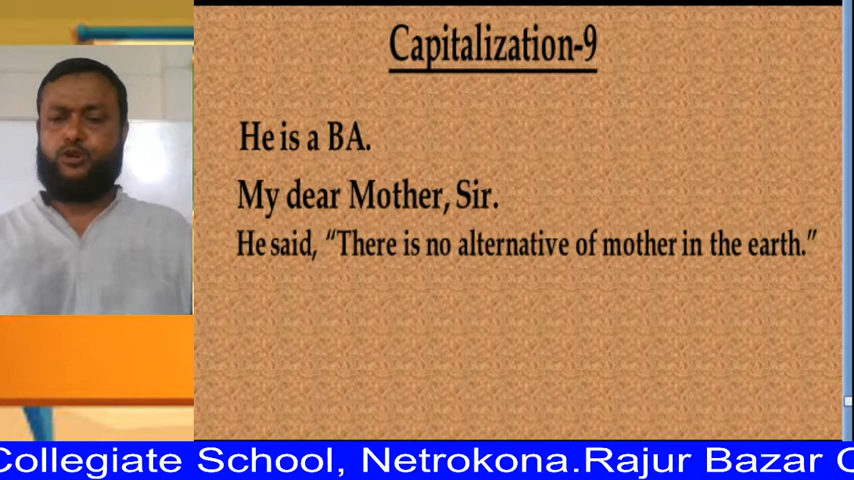 Capitalization-9
He is a BA.
My dear Mother, Sir.
He said, “There is no alternative of mother in the earth.”
Collegiate School, Netrokona.Rajur Bazar C